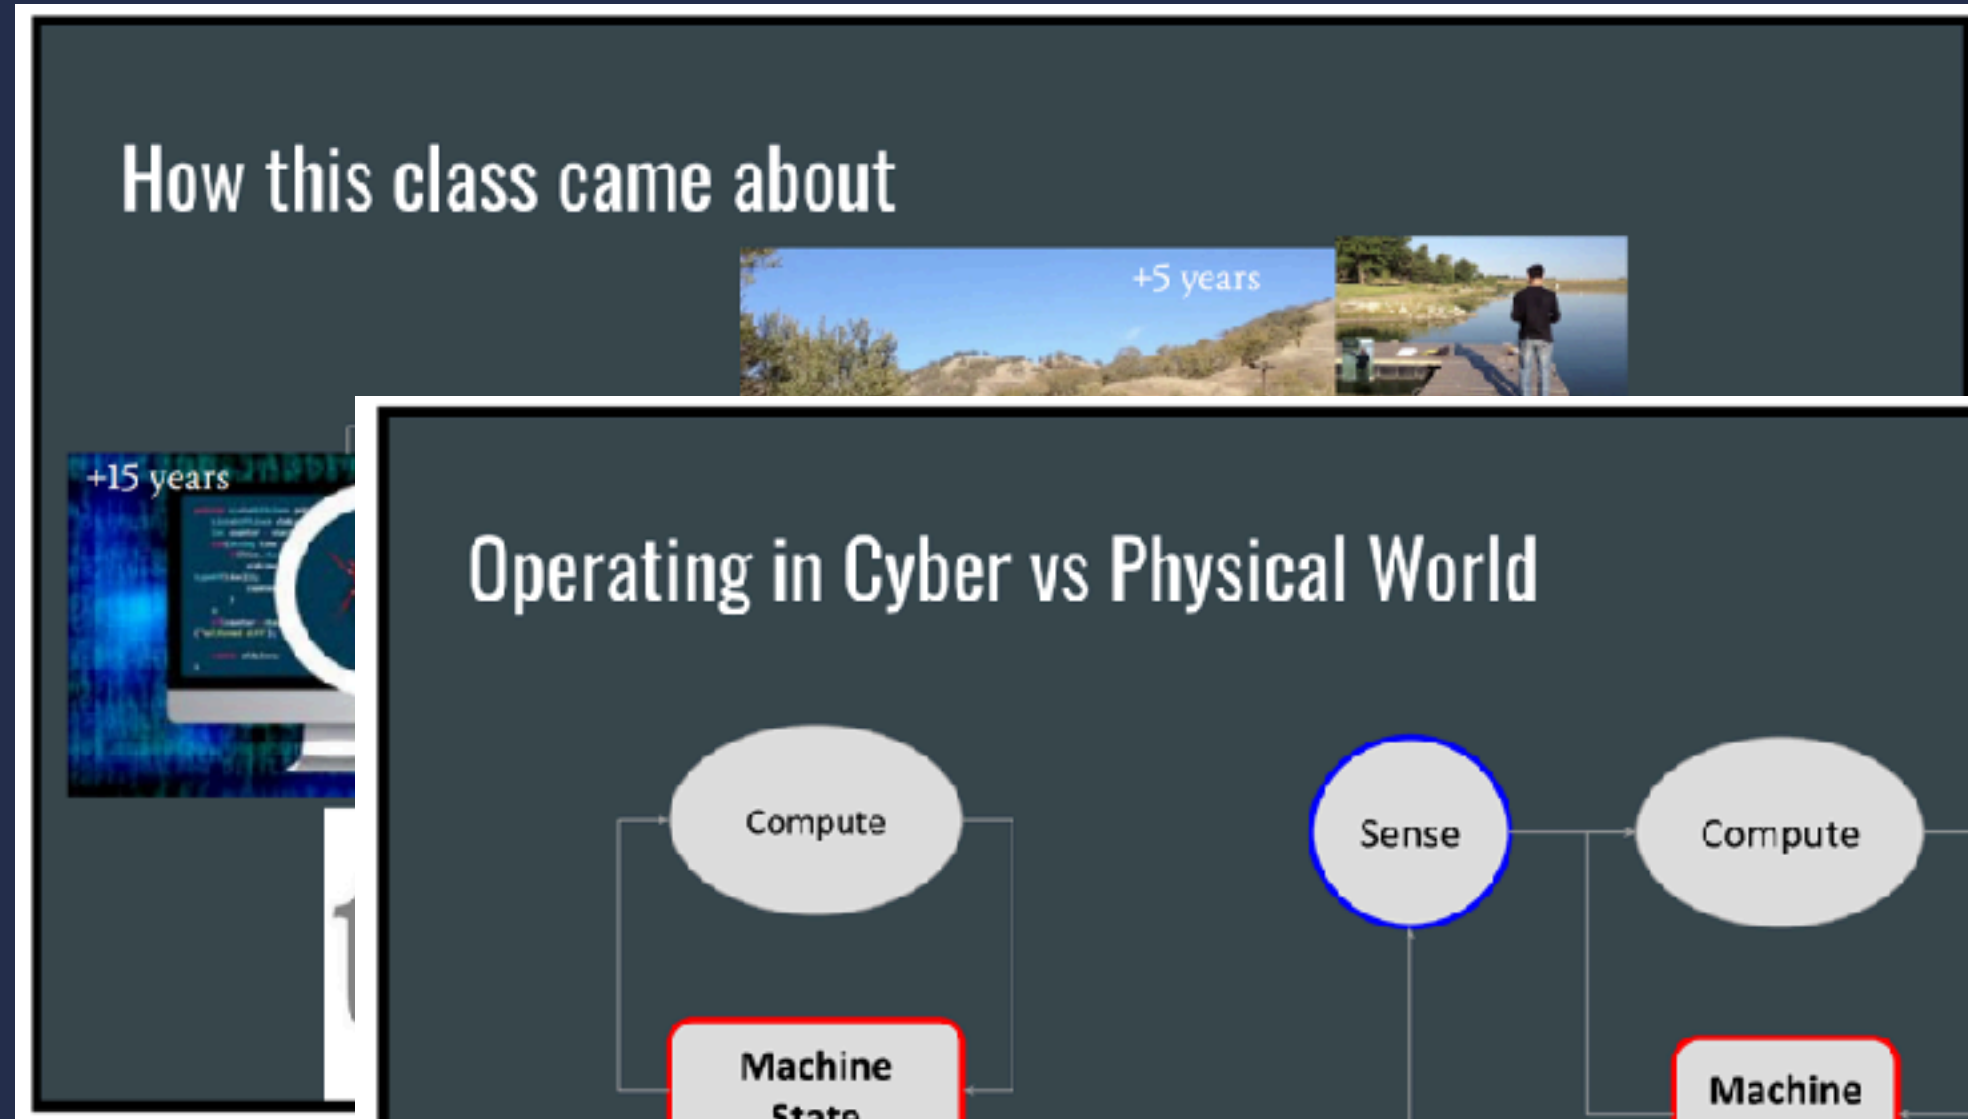 How this class came about
+5 years
+15 years
Operating in Cyber vs Physical World
Compute
Sense
Compute
Machine
State
Machine